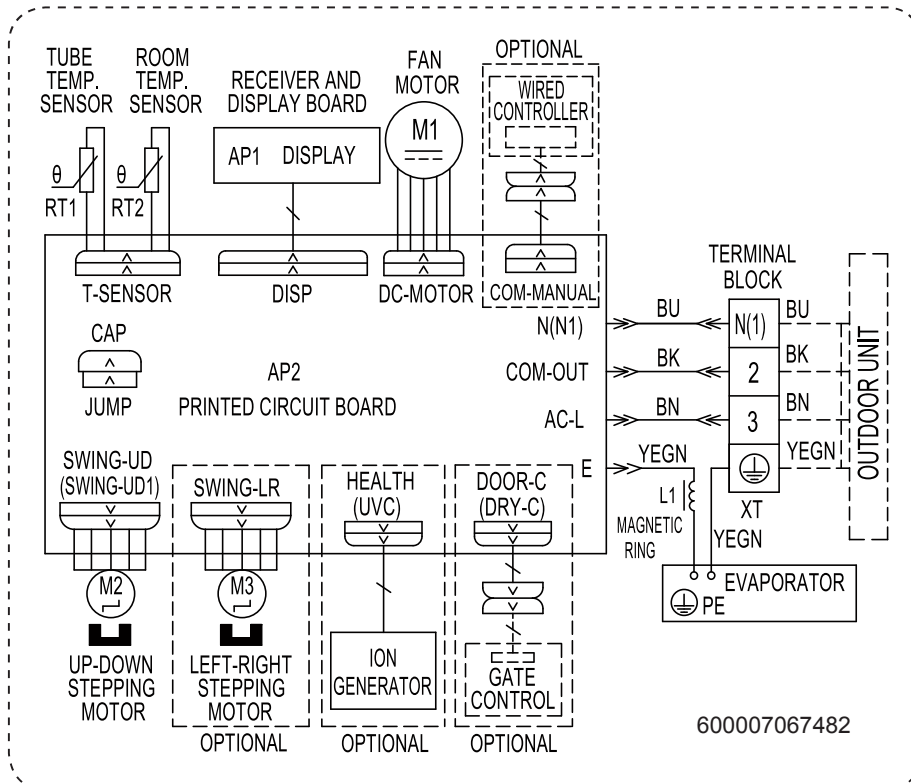 TUBE
TEMP.
SENSOR
ROOM
TEMP.
SENSOR
RECEIVER AND
DISPLAY BOARD
FAN
MOTOR
OPTIONAL
WIRED
CONTROLLER
AP1 DISPLAY
M1
θ
RT1
θ
RT2
T-SENSOR
DISP
DC-MOTOR
COM-MANUAL
TERMINAL
BLOCK
N(N1)
BU
N(1)
BU
COM-OUT
BK
2
BK
AC-L
BN
3
BN
E
YEGN
YEGN
XT
OUTDOOR UNIT
CAP
JUMP
AP2
PRINTED CIRCUIT BOARD
L1
MAGNETIC
RING
YEGN
EVAPORATOR
PE
SWING-UD
(SWING-UD1)
SWING-LR
HEALTH
(UVC)
DOOR-C
(DRY-C)
M2
M3
UP-DOWN
STEPPING
MOTOR
LEFT-RIGHT
STEPPING
MOTOR
ION
GENERATOR
GATE
CONTROL
OPTIONAL
OPTIONAL
OPTIONAL
600007067482